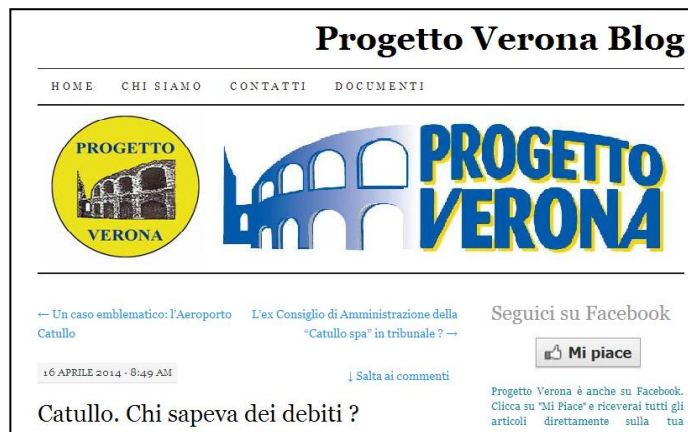 Progetto Verona Blog
HOME CHI SIAMO CONTATTI DOCUMENTI
PROGETTO
VERONA
PROGETTO
VERONA
← Un caso emblematico: l'Aeroporto
Catullo
L'ex Consiglio di Amministrazione della
"Catullo spa" in tribunale ? →
16 APRILE 2014 · 8:49 AM
↓ Salta ai commenti
Catullo. Chi sapeva dei debiti ?
Seguici su Facebook
Mi piace
Progetto Verona è anche su Facebook.
Clicca su "Mi Piace" e riceverai tutti gli
articoli direttamente sulla tua